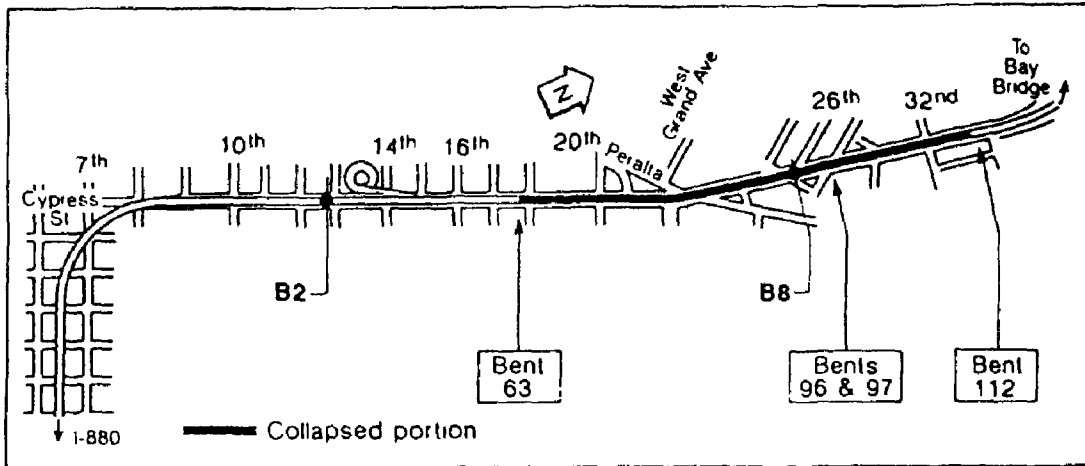 To
Bay
Bridge
West
Grand Ave
26th
32nd
N
7th
10th
14th
16th
20th
Peralta
Cypress
St
B2
B8
Bent
63
Bents
96 & 97
Bent
112
I-880
Collapsed portion